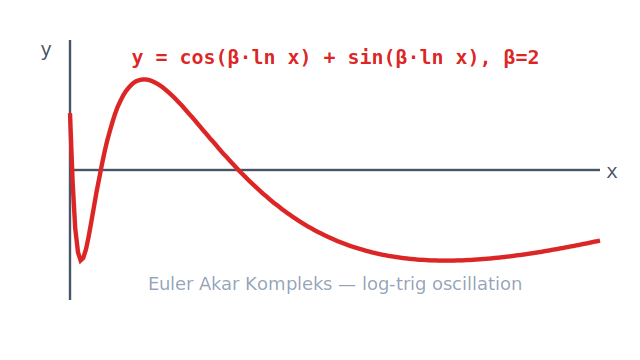 y
y = cos(β·ln x) + sin(β·ln x), β=2
x
Euler Akar Kompleks — log-trig oscillation